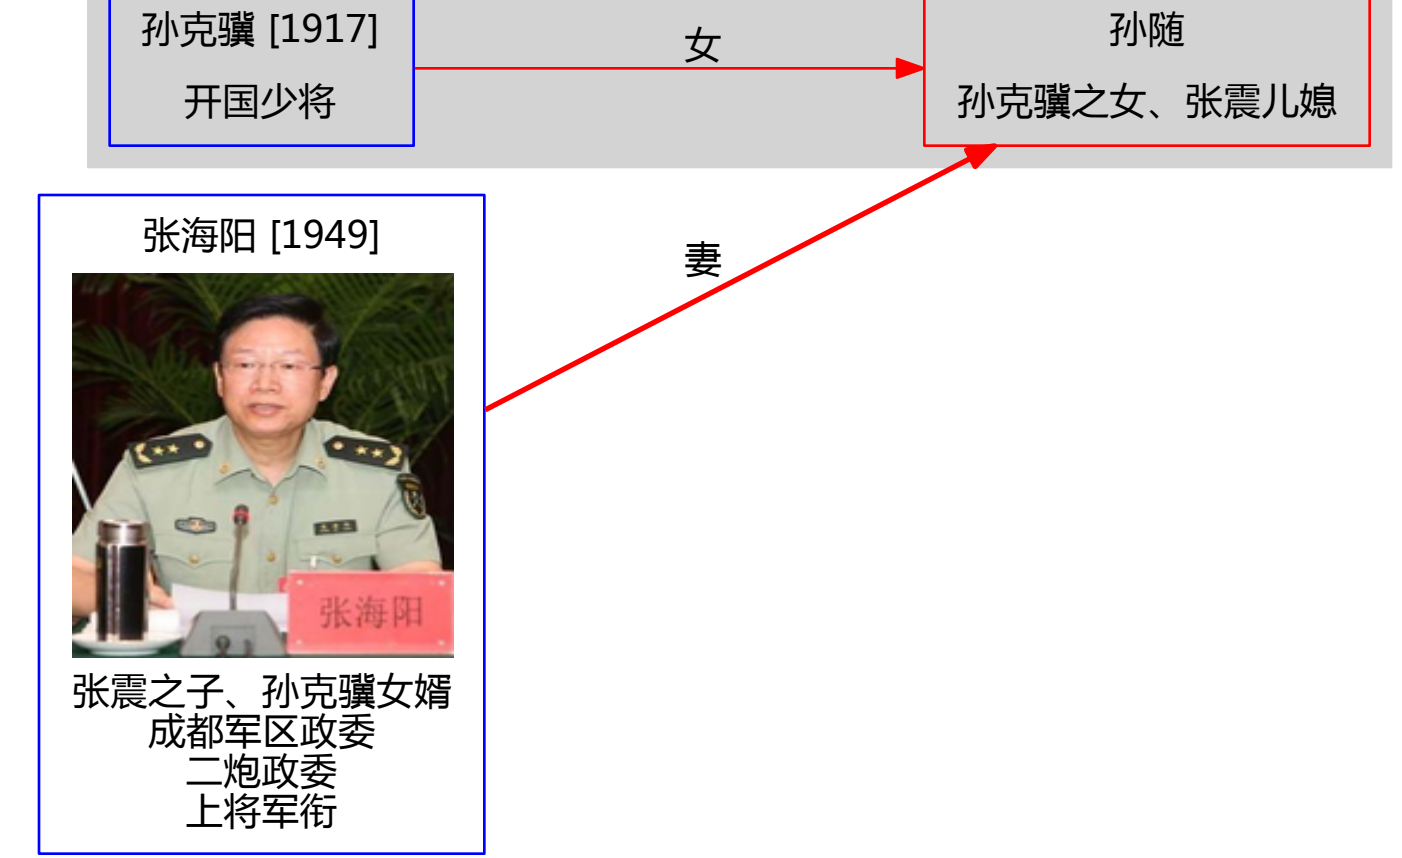 孙克骥 [1917]
开国少将
女
孙随
孙克骥之女、张震儿媳
妻
张海阳 [1949]
张海阳
张震之子、孙克骥女婿
成都军区政委
二炮政委
上将军衔